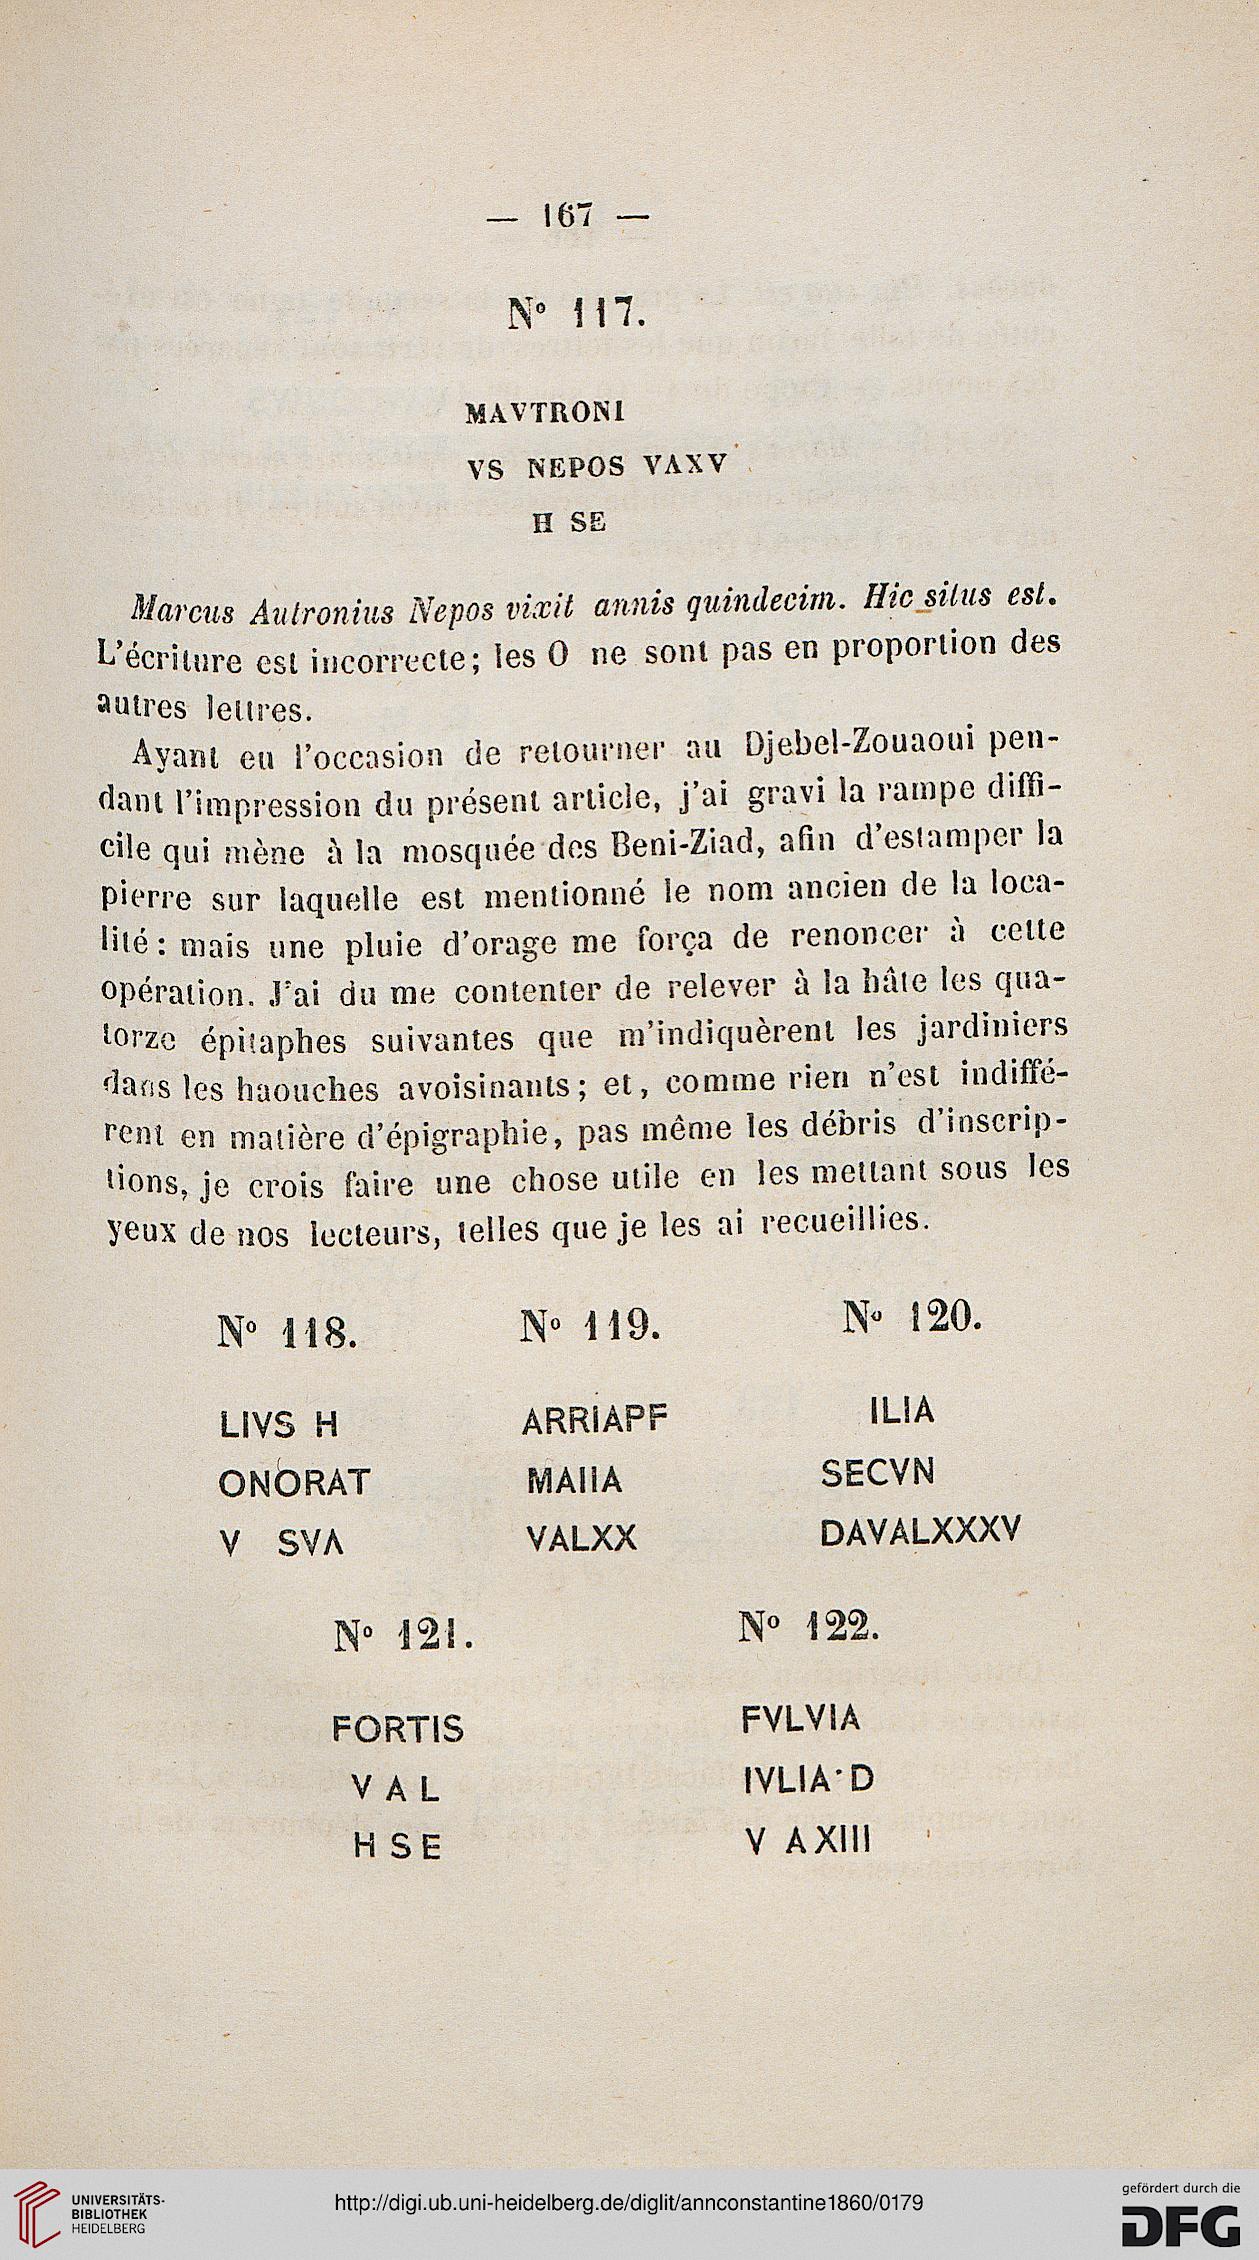 — 167 —
N° 117.
MAVTRONI
VS NEPOS VAXV
H SE
Marcus Autronius Nepos vixit annis quindecim. Hic situs est.
L'écriture est incorrecte; les O ne sont pas en proportion des
autres lettres.
Ayant eu l'occasion de retourner au Djebel-Zouaoui pen-
dant l'impression du présent article, j'ai gravi la rampe diffi-
cile qui mène à la mosquée des Beni-Ziad, afin d'estamper la
pierre sur laquelle est mentionné le nom ancien de la loca-
lité : mais une pluie d'orage me força de renoncer à cette
opération. J'ai du me contenter de relever à la hâte les qua-
torze épitaphes suivantes que m'indiquèrent les jardiniers
dans les haouches avoisinants; et, comme rien n'est indiffé-
rent en matière d'épigraphie, pas même les débris d'inscrip-
tions, je crois faire une chose utile en les mettant sous les
yeux de nos lecteurs, telles que je les ai recueillies.
N° 118.
LIVS H
ONORAT
V SVΛ
N° 119.
ARRIAPF
MAIIA
VALXX
N° 120.
ILIA
SECVN
DAVALXXXV
N° 121.
FORTIS
V A L
H S E
N° 122.
FVLVIA
IVLIA·D
V AXIII
UNIVERSITÄTS-
BIBLIOTHEK
HEIDELBERG
http://digi.ub.uni-heidelberg.de/diglit/annconstantine1860/0179
gefördert durch die
DFG